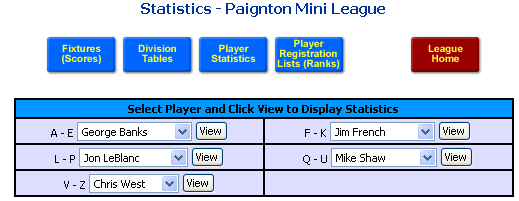 Statistics - Paignton Mini League
Fixtures (Scores)
Division Tables
Player Statistics
Player Registration Lists (Ranks)
League Home
Select Player and Click View to Display Statistics
A - E George Banks View F - K Jim French View
L - P Jon LeBlanc View Q - U Mike Shaw View
V - Z Chris West View